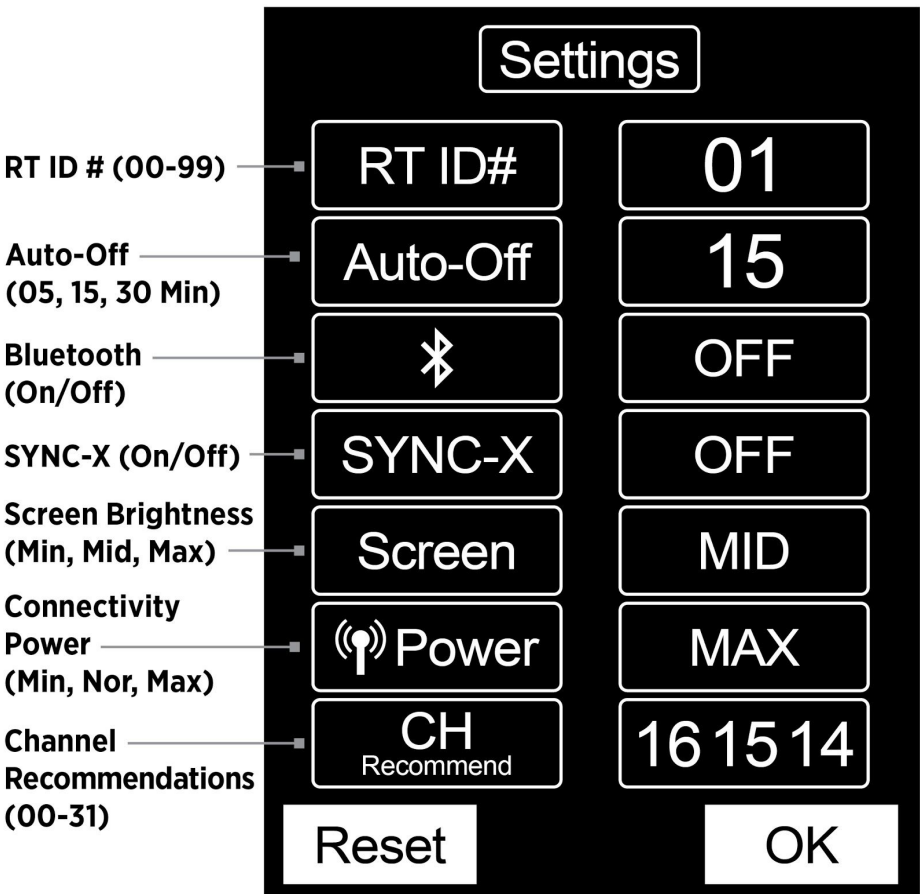 Settings
RT ID # (00-99)
RT ID#
01
Auto-Off
(05, 15, 30 Min)
Auto-Off
15
Bluetooth
(On/Off)
OFF
SYNC-X (On/Off)
SYNC-X
OFF
Screen Brightness
(Min, Mid, Max)
Screen
MID
Connectivity
Power
(Min, Nor, Max)
Power
MAX
Channel
Recommendations
(00-31)
CH
Recommend
16 15 14
Reset
OK